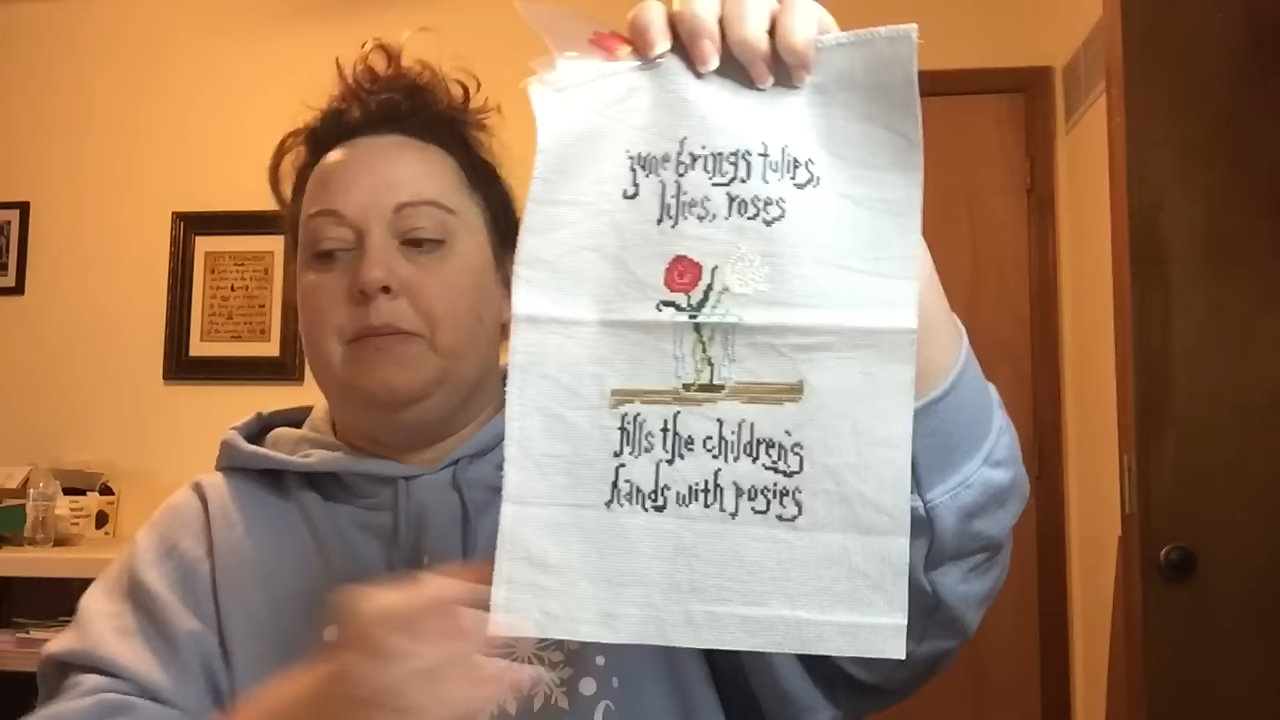 june brings tulips,
lilies, roses
fills the children's
hands with posies